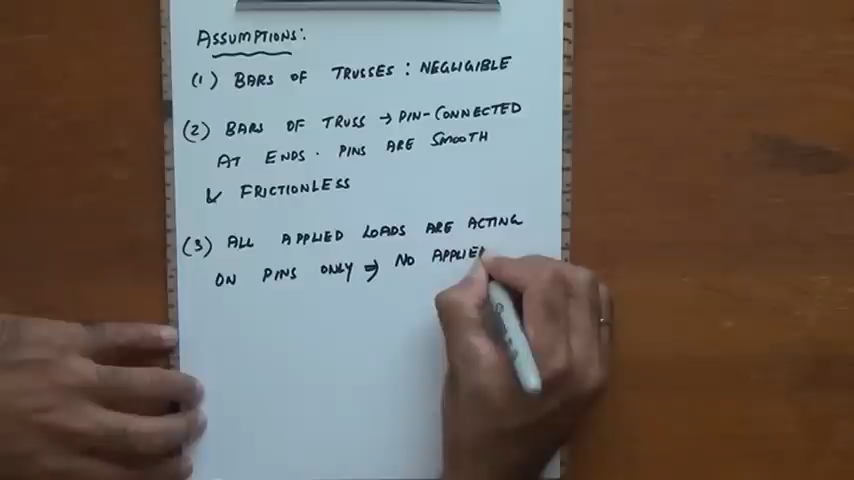 ASSUMPTIONS:
(1) BARS OF TRUSSES : NEGLIGIBLE
(2) BARS OF TRUSS → PIN-CONNECTED
AT ENDS. PINS ARE SMOOTH
& FRICTIONLESS
(3) ALL APPLIED LOADS ARE ACTING
ON PINS ONLY ⇒ NO APPLIE